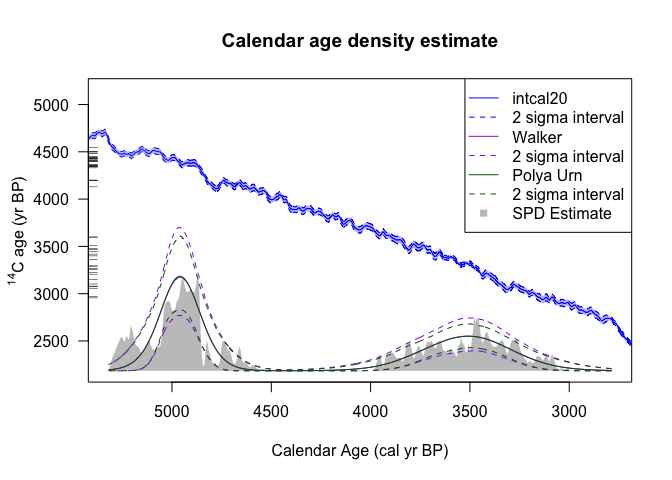 Calendar age density estimate
intcal20
2 sigma interval
Walker
2 sigma interval
Polya Urn
2 sigma interval
SPD Estimate
5000
4500
4000
3500
3000
2500
¹⁴C age (yr BP)
5000 4500 4000 3500 3000
Calendar Age (cal yr BP)